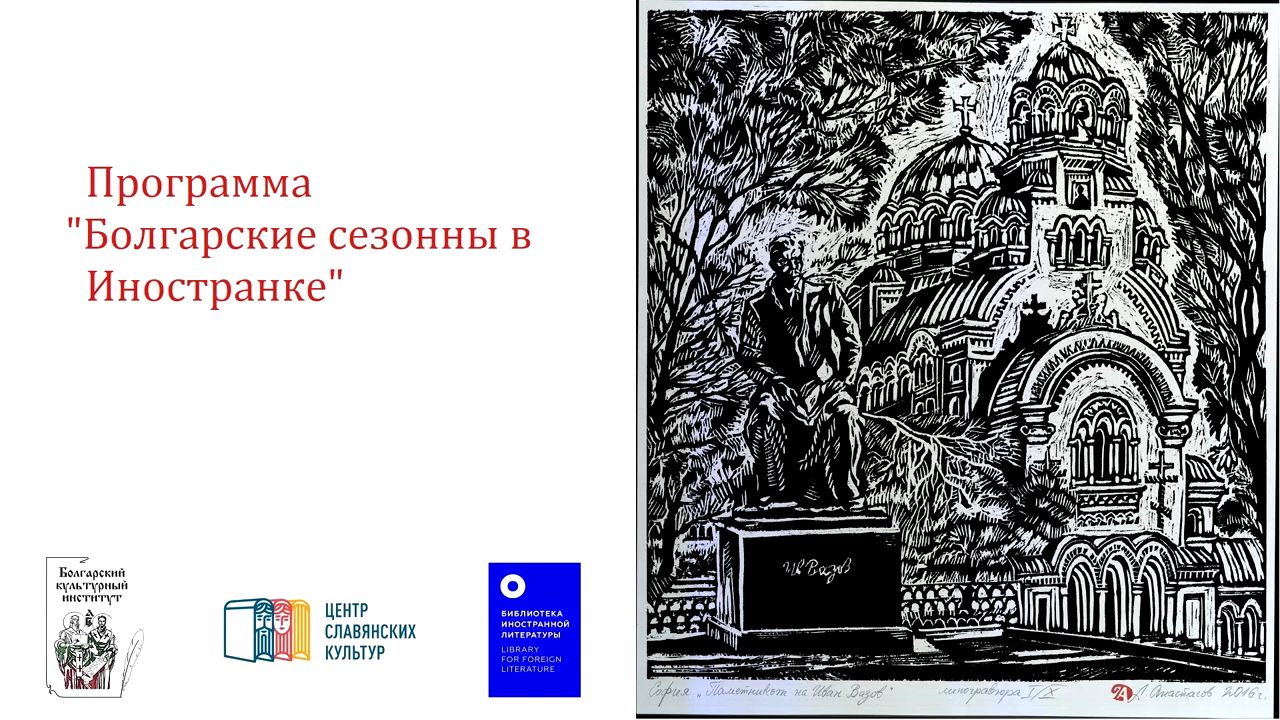 Программа
"Болгарские сезонны в
Иностранке"
Болгарский
культурный
институт
ЦЕНТР
СЛАВЯНСКИХ
КУЛЬТУР
БИБЛИОТЕКА
ИНОСТРАННОЙ
ЛИТЕРАТУРЫ
LIBRARY
FOR FOREIGN
LITERATURE
Ив Вазов
София „Паметникът на Иван Вазов" линогравюра I/X Л. Анастасов 2016 г.